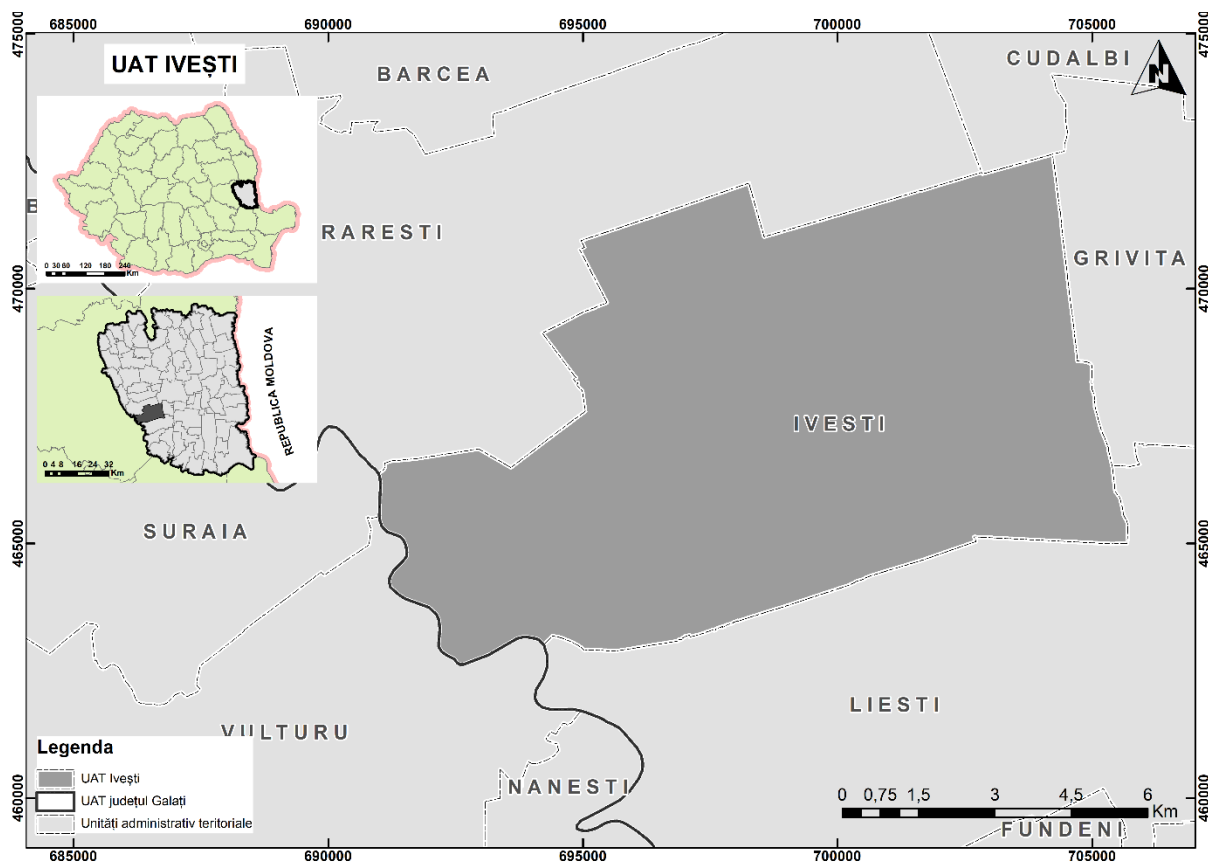 685000 690000 695000 700000 705000
475000 475000
UAT IVEȘTI
BARCEA
CUDALBI
N
B
RARESTI
GRIVITA
0 30 60 120 180 240
Km
470000 470000
REPUBLICA MOLDOVA
IVESTI
0 4 8 16 24 32
Km
SURAIA
465000 465000
LIESTI
VULTURU
Legenda
UAT Ivești
UAT județul Galați
Unități administrativ teritoriale
NANESTI
460000 460000
0 0,75 1,5 3 4,5 6
Km
FUNDENI
685000 690000 695000 700000 705000